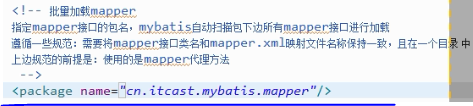 <!-- 批量加载mapper
指定mapper接口的包名，mybatis自动扫描包下边所有mapper接口进行加载
遵循一些规范：需要将mapper接口类名和mapper.xml映射文件名称保持一致，且在一个目录 中
上边规范的前提是：使用的是mapper代理方法
-->
<package name="cn.itcast.mybatis.mapper"/>